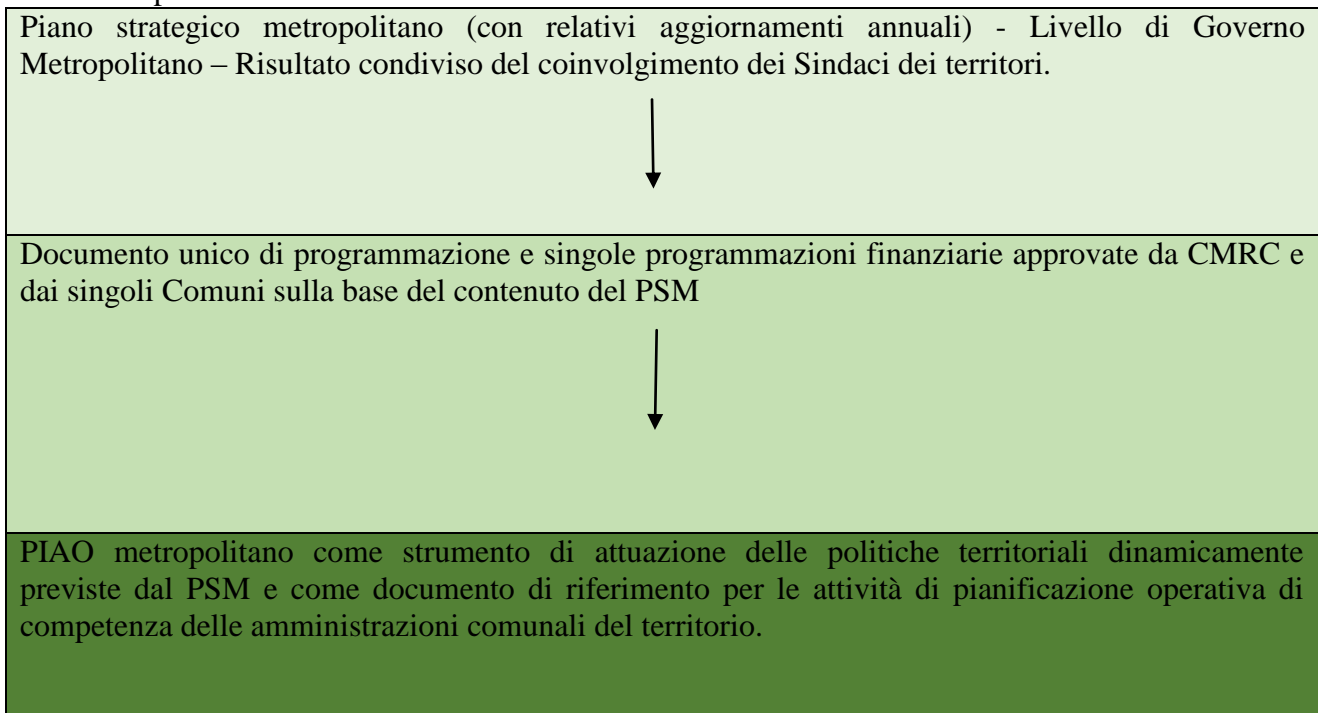 Piano strategico metropolitano (con relativi aggiornamenti annuali) - Livello di Governo
Metropolitano – Risultato condiviso del coinvolgimento dei Sindaci dei territori.
Documento unico di programmazione e singole programmazioni finanziarie approvate da CMRC e
dai singoli Comuni sulla base del contenuto del PSM
PIAO metropolitano come strumento di attuazione delle politiche territoriali dinamicamente
previste dal PSM e come documento di riferimento per le attività di pianificazione operativa di
competenza delle amministrazioni comunali del territorio.